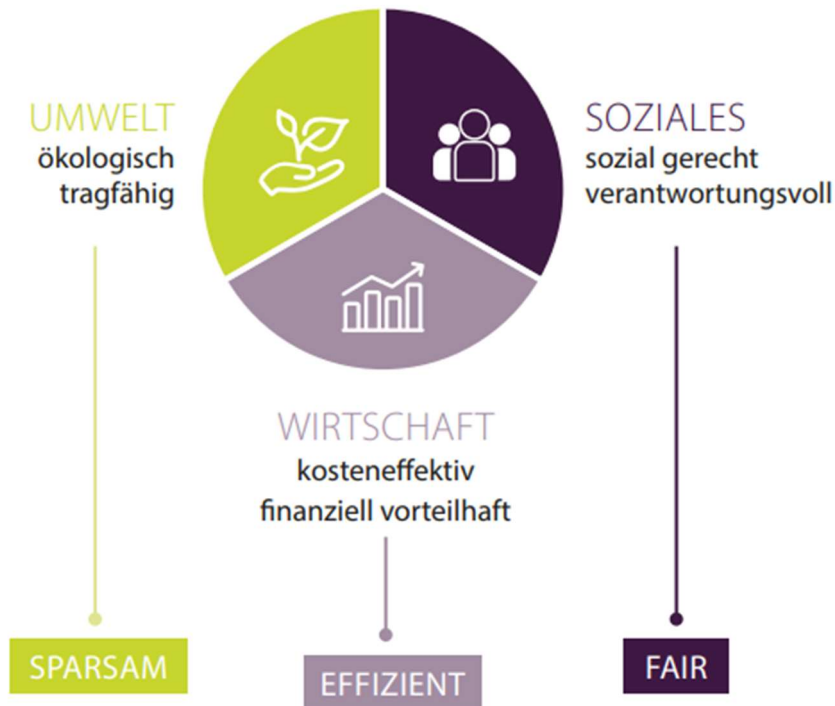 UMWELT
ökologisch
tragfähig
SOZIALES
sozial gerecht
verantwortungsvoll
WIRTSCHAFT
kosteneffektiv
finanziell vorteilhaft
SPARSAM
EFFIZIENT
FAIR